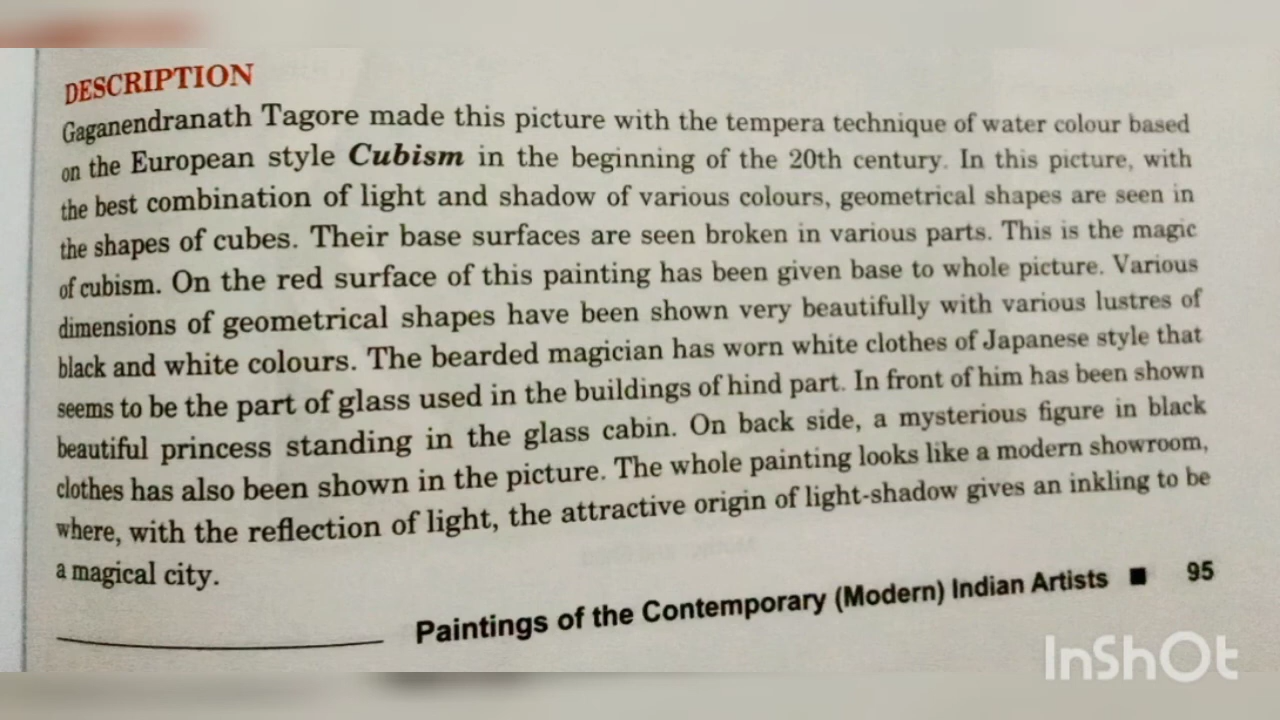 DESCRIPTION
Gaganendranath Tagore made this picture with the tempera technique of water colour based
on the European style Cubism in the beginning of the 20th century. In this picture, with
the best combination of light and shadow of various colours, geometrical shapes are seen in
the shapes of cubes. Their base surfaces are seen broken in various parts. This is the magic
of cubism. On the red surface of this painting has been given base to whole picture. Various
dimensions of geometrical shapes have been shown very beautifully with various lustres of
black and white colours. The bearded magician has worn white clothes of Japanese style that
seems to be the part of glass used in the buildings of hind part. In front of him has been shown
beautiful princess standing in the glass cabin. On back side, a mysterious figure in black
clothes has also been shown in the picture. The whole painting looks like a modern showroom,
where, with the reflection of light, the attractive origin of light-shadow gives an inkling to be
a magical city.
Paintings of the Contemporary (Modern) Indian Artists ■ 95
InShOt